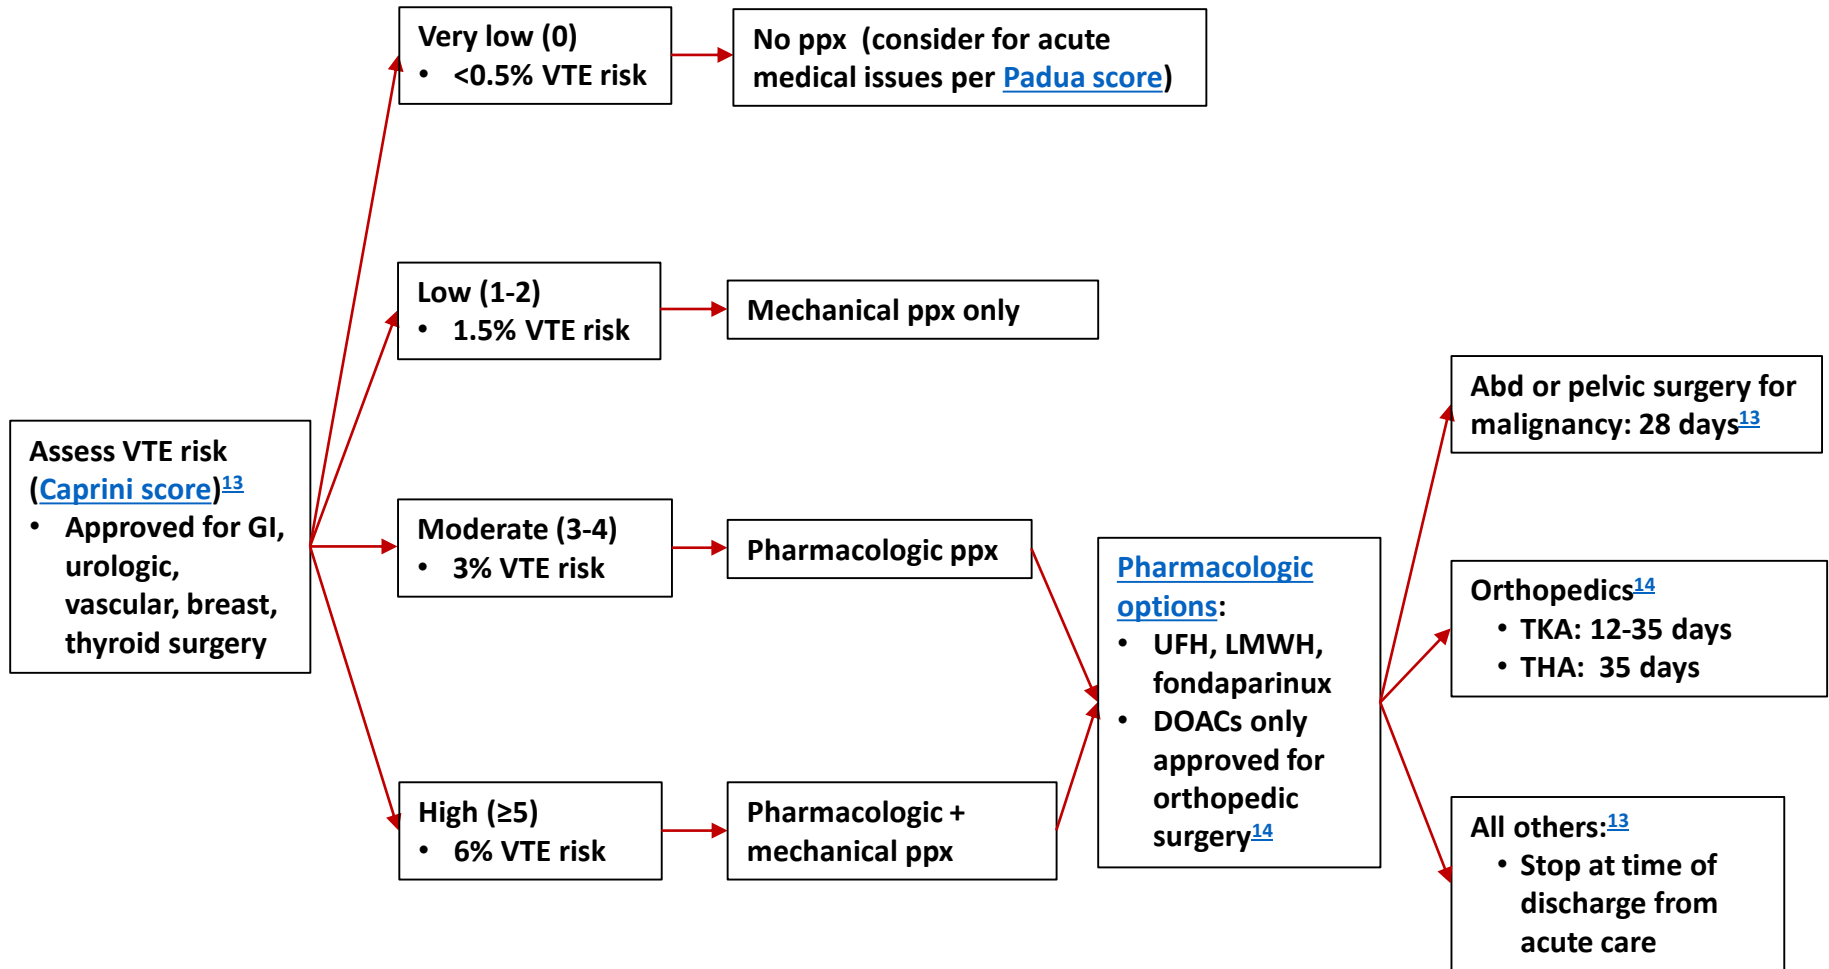 Very low (0)
• <0.5% VTE risk
No ppx  (consider for acute
medical issues per Padua score)
Low (1-2)
• 1.5% VTE risk
Mechanical ppx only
Assess VTE risk
(Caprini score)13
• Approved for GI,
urologic,
vascular, breast,
thyroid surgery
Moderate (3-4)
• 3% VTE risk
Pharmacologic ppx
High (≥5)
• 6% VTE risk
Pharmacologic +
mechanical ppx
Pharmacologic
options:
• UFH, LMWH,
fondaparinux
• DOACs only
approved for
orthopedic
surgery14
Abd or pelvic surgery for
malignancy: 28 days13
Orthopedics14
• TKA: 12-35 days
• THA:  35 days
All others:13
• Stop at time of
discharge from
acute care